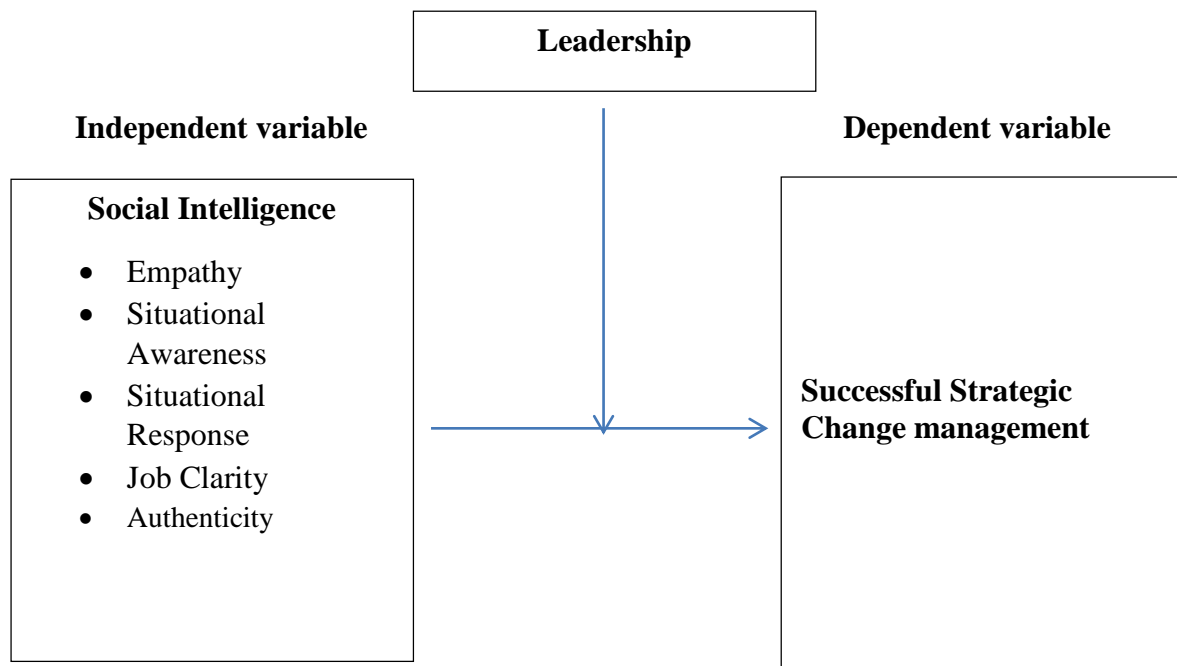 Leadership
Independent variable
Dependent variable
Social Intelligence
• Empathy
• Situational
Awareness
• Situational
Response
• Job Clarity
• Authenticity
Successful Strategic
Change management